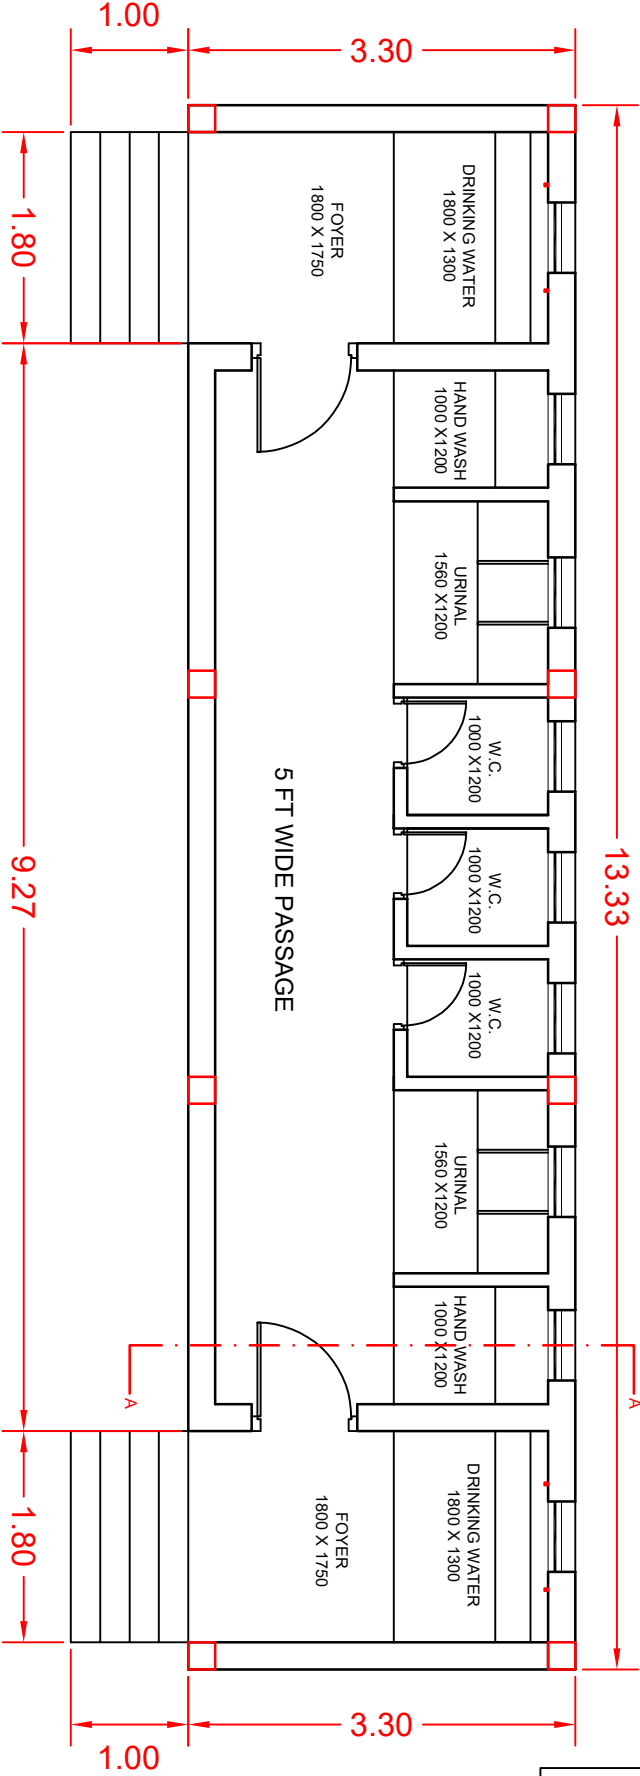 1.00
3.30
13.33
1.80
9.27
1.80
DRINKING WATER
1800 X 1300
FOYER
1800 X 1750
HAND WASH
1000 X1200
URINAL
1560 X1200
W.C.
1000 X1200
W.C.
1000 X1200
W.C.
1000 X1200
5 FT WIDE PASSAGE
URINAL
1560 X1200
HAND WASH
1000 X1200
A
A
DRINKING WATER
1800 X 1300
FOYER
1800 X 1750
3.30
1.00